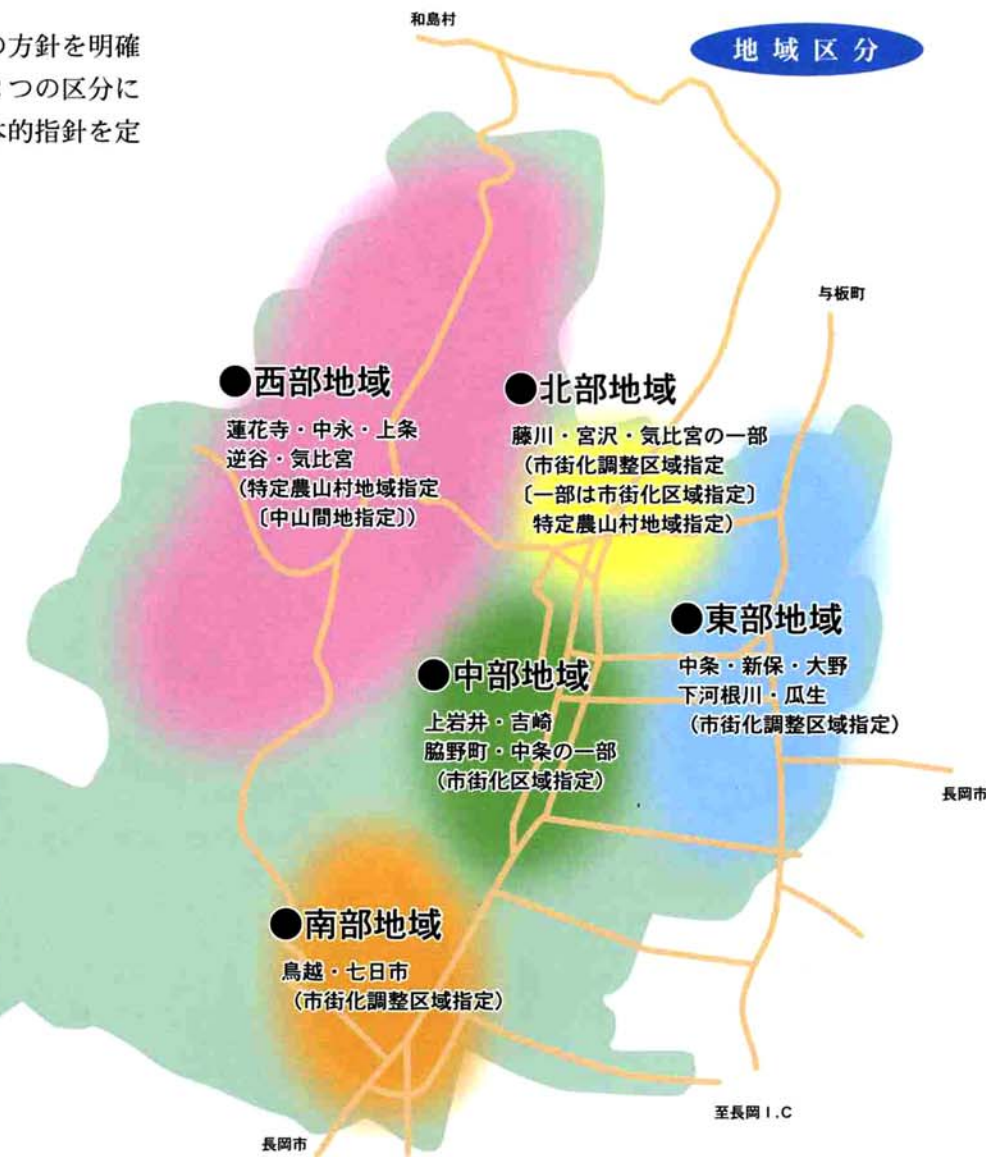 の方針を明確
つの区分に
本的指針を定
地域区分
和島村
与板町
●西部地域
蓮花寺・中永・上条
逆谷・気比宮
(特定農山村地域指定
〔中山間地指定〕)
●北部地域
藤川・宮沢・気比宮の一部
(市街化調整区域指定
〔一部は市街化区域指定〕
特定農山村地域指定)
●東部地域
中条・新保・大野
下河根川・瓜生
(市街化調整区域指定)
●中部地域
上岩井・吉崎
脇野町・中条の一部
(市街化区域指定)
長岡市
●南部地域
鳥越・七日市
(市街化調整区域指定)
至長岡I.C
長岡市